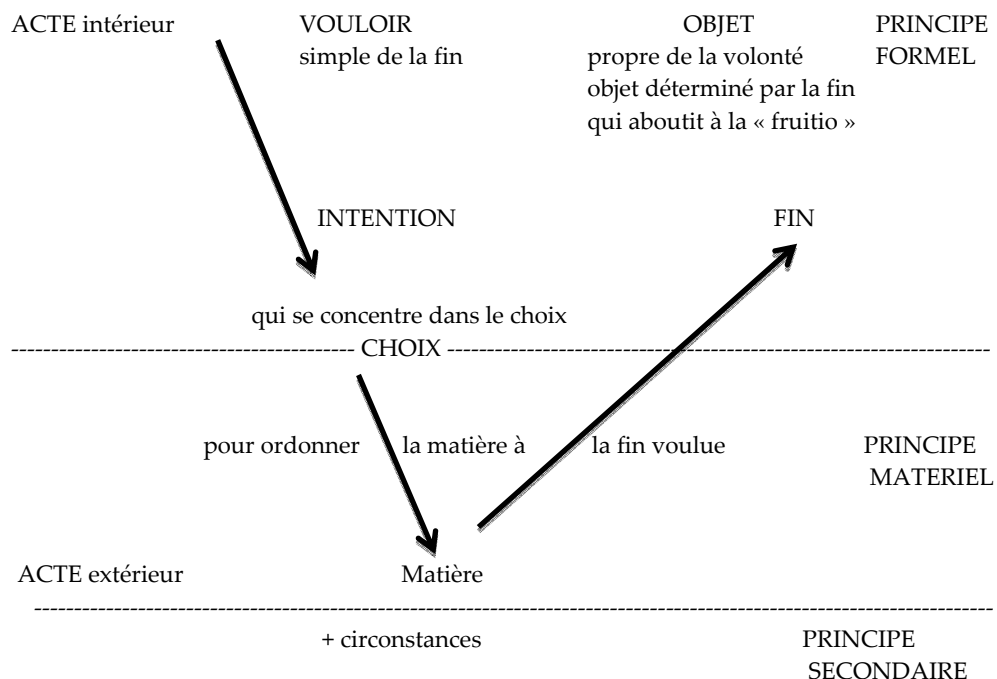 ACTE intérieur VOULOIR OBJET PRINCIPE
simple de la fin propre de la volonté FORMEL
objet déterminé par la fin
qui aboutit à la « fruitio »
INTENTION FIN
qui se concentre dans le choix
CHOIX
pour ordonner la matière à la fin voulue PRINCIPE
MATERIEL
ACTE extérieur Matière
+ circonstances PRINCIPE
SECONDAIRE